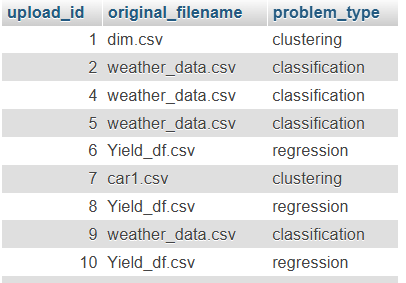 upload_id original_filename problem_type
1 dim.csv clustering
2 weather_data.csv classification
4 weather_data.csv classification
5 weather_data.csv classification
6 Yield_df.csv regression
7 car1.csv clustering
8 Yield_df.csv regression
9 weather_data.csv classification
10 Yield_df.csv regression